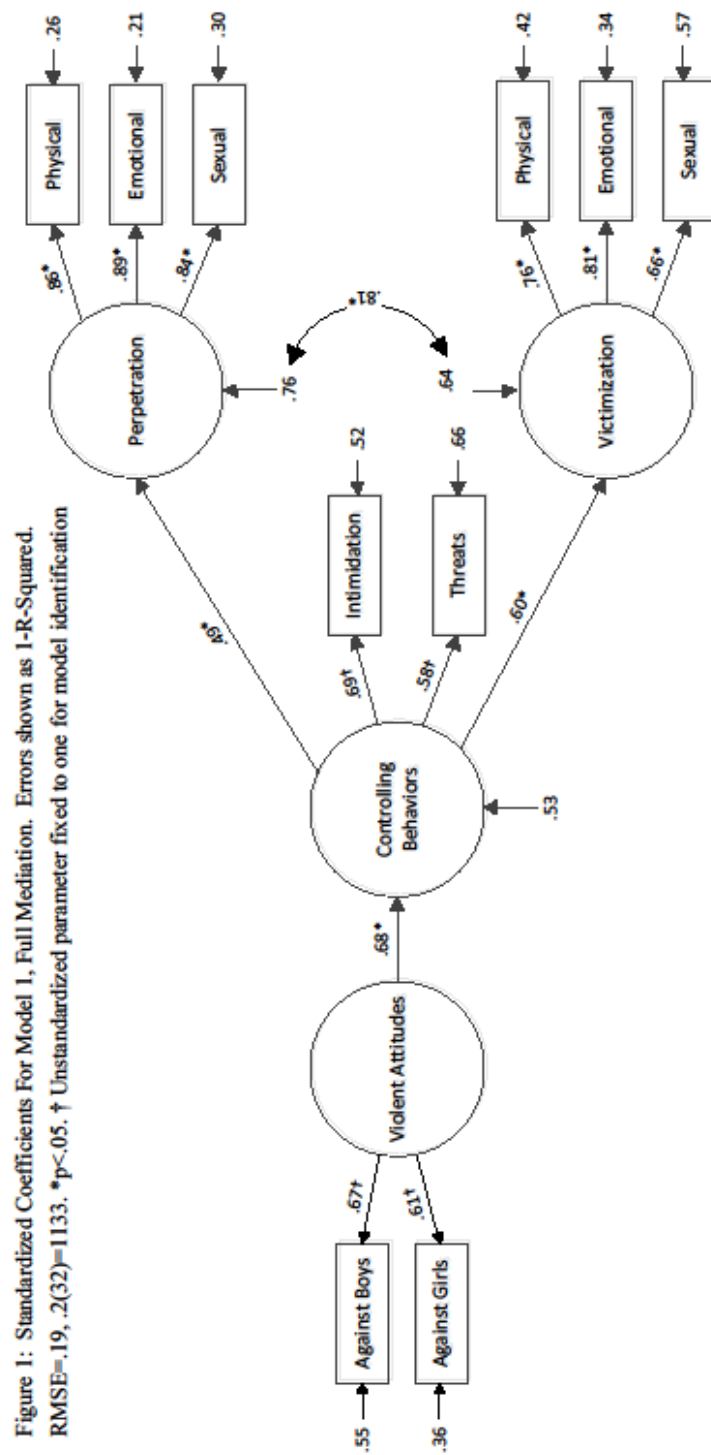 Figure 1: Standardized Coefficients For Model 1, Full Mediation. Errors shown as 1-R-Squared.
RMSE=.19, .2(32)=1133. *p<.05. † Unstandardized parameter fixed to one for model identification
.55
Against Boys
.67†
.36
Against Girls
.61†
Violent Attitudes
.68*
Controlling
Behaviors
.53
.69†
Intimidation
.52
.58†
Threats
.66
.49*
Perpetration
.76
.86*
Physical
.26
.89*
Emotional
.21
.84*
Sexual
.30
.81*
.60*
.64
Victimization
.76*
Physical
.42
.81*
Emotional
.34
.66*
Sexual
.57